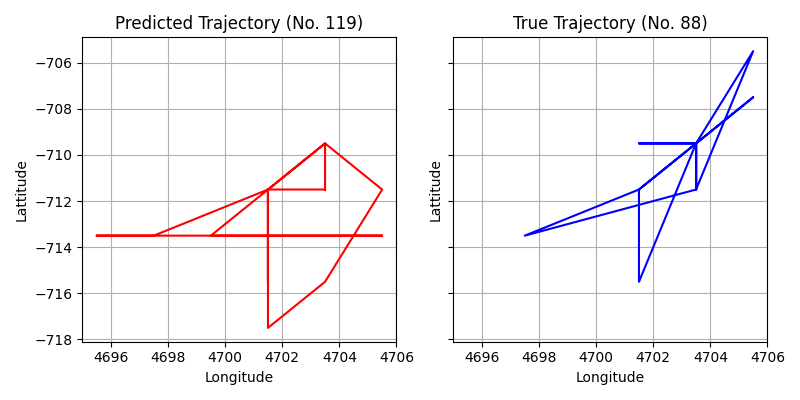 Predicted Trajectory (No. 119)
True Trajectory (No. 88)
Lattitude
−706
−708
−710
−712
−714
−716
−718
4696 4698 4700 4702 4704 4706
Longitude
Lattitude
4696 4698 4700 4702 4704 4706
Longitude